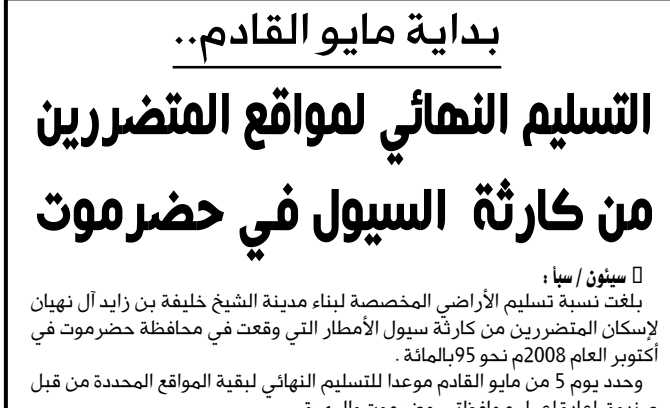 بداية مايو القادم..
التسليم النهائي لمواقع المتضررين
من كارثة السيول في حضرموت
سيئون / سبأ :
بلغت نسبة تسليم الأراضي المخصصة لبناء مدينة الشيخ خليفة بن زايد آل نهيان
لإسكان المتضررين من كارثة سيول الأمطار التي وقعت في محافظة حضرموت في
أكتوبر العام 2008م نحو 95بالمائة .
وحدد يوم 5 من مايو القادم موعدا للتسليم النهائي لبقية المواقع المحددة من قبل